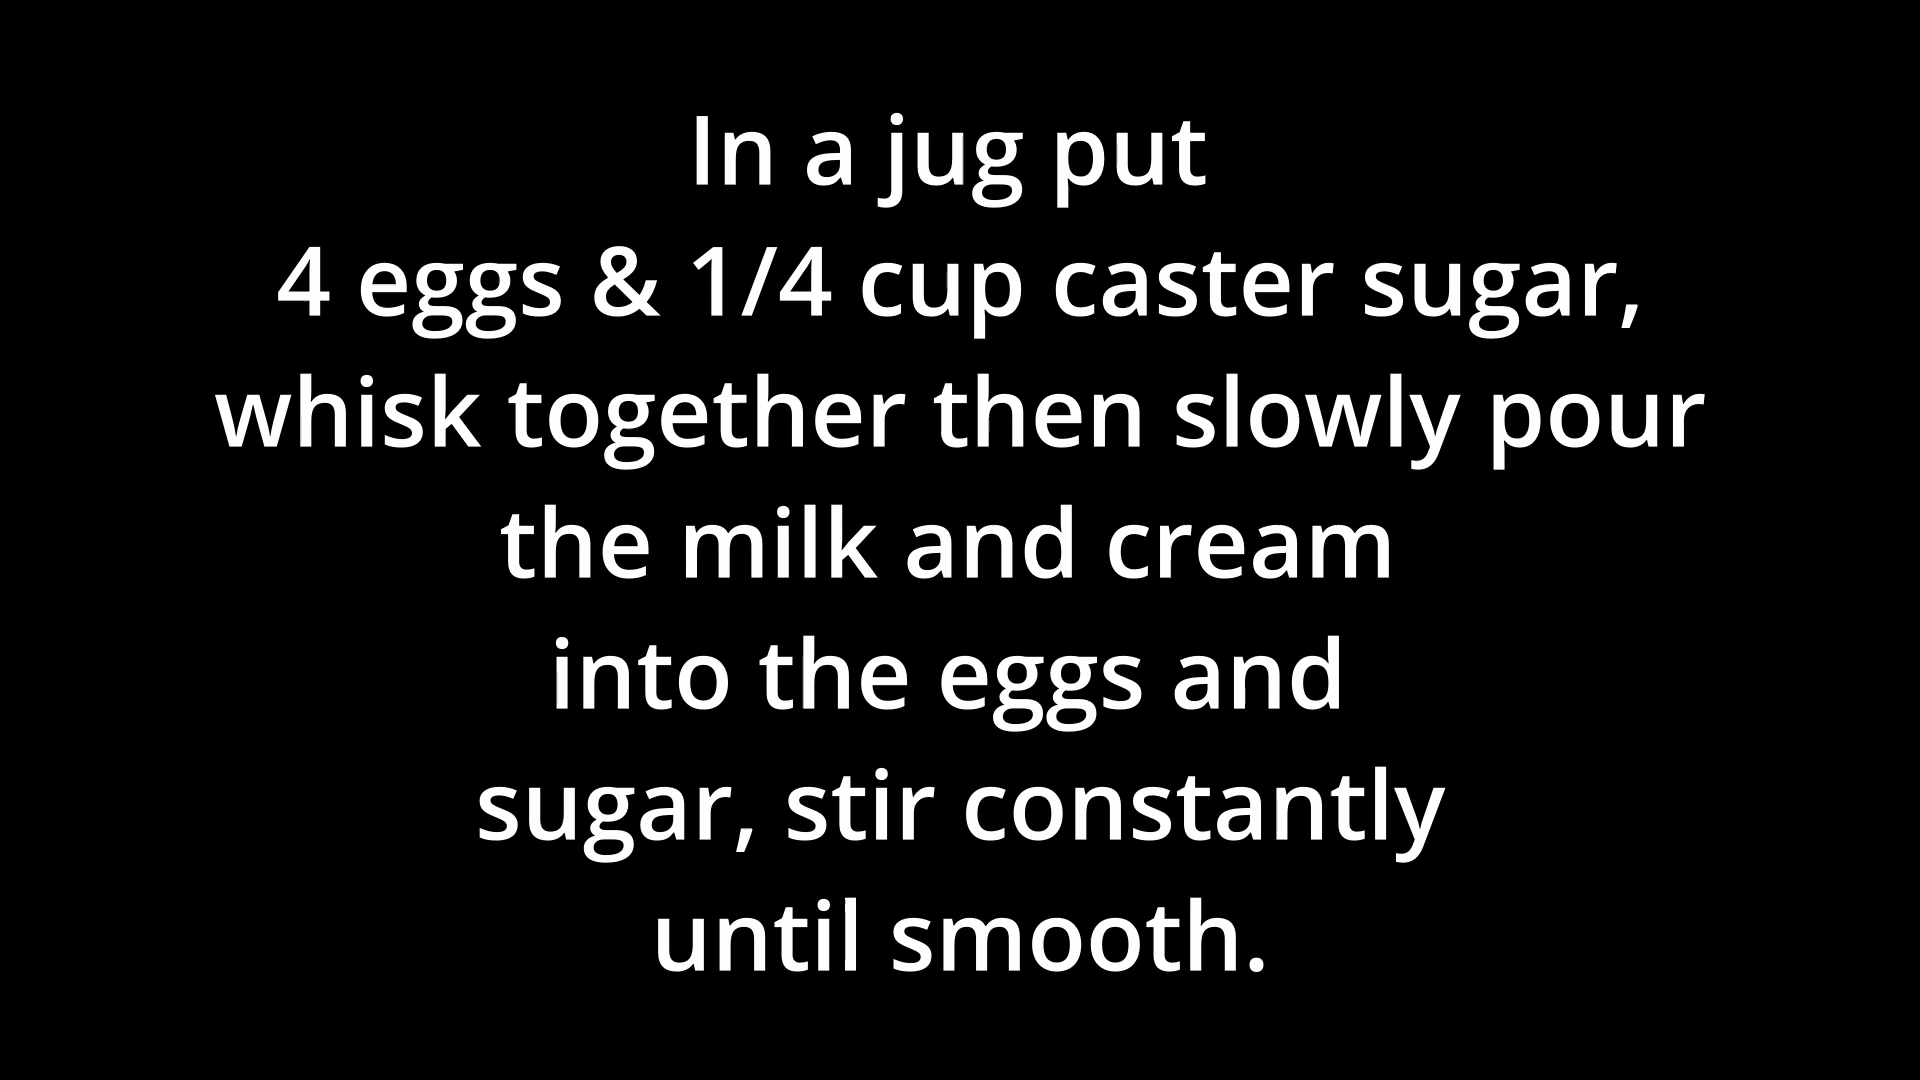 In a jug put
4 eggs & 1/4 cup caster sugar,
whisk together then slowly pour
the milk and cream
into the eggs and
sugar, stir constantly
until smooth.